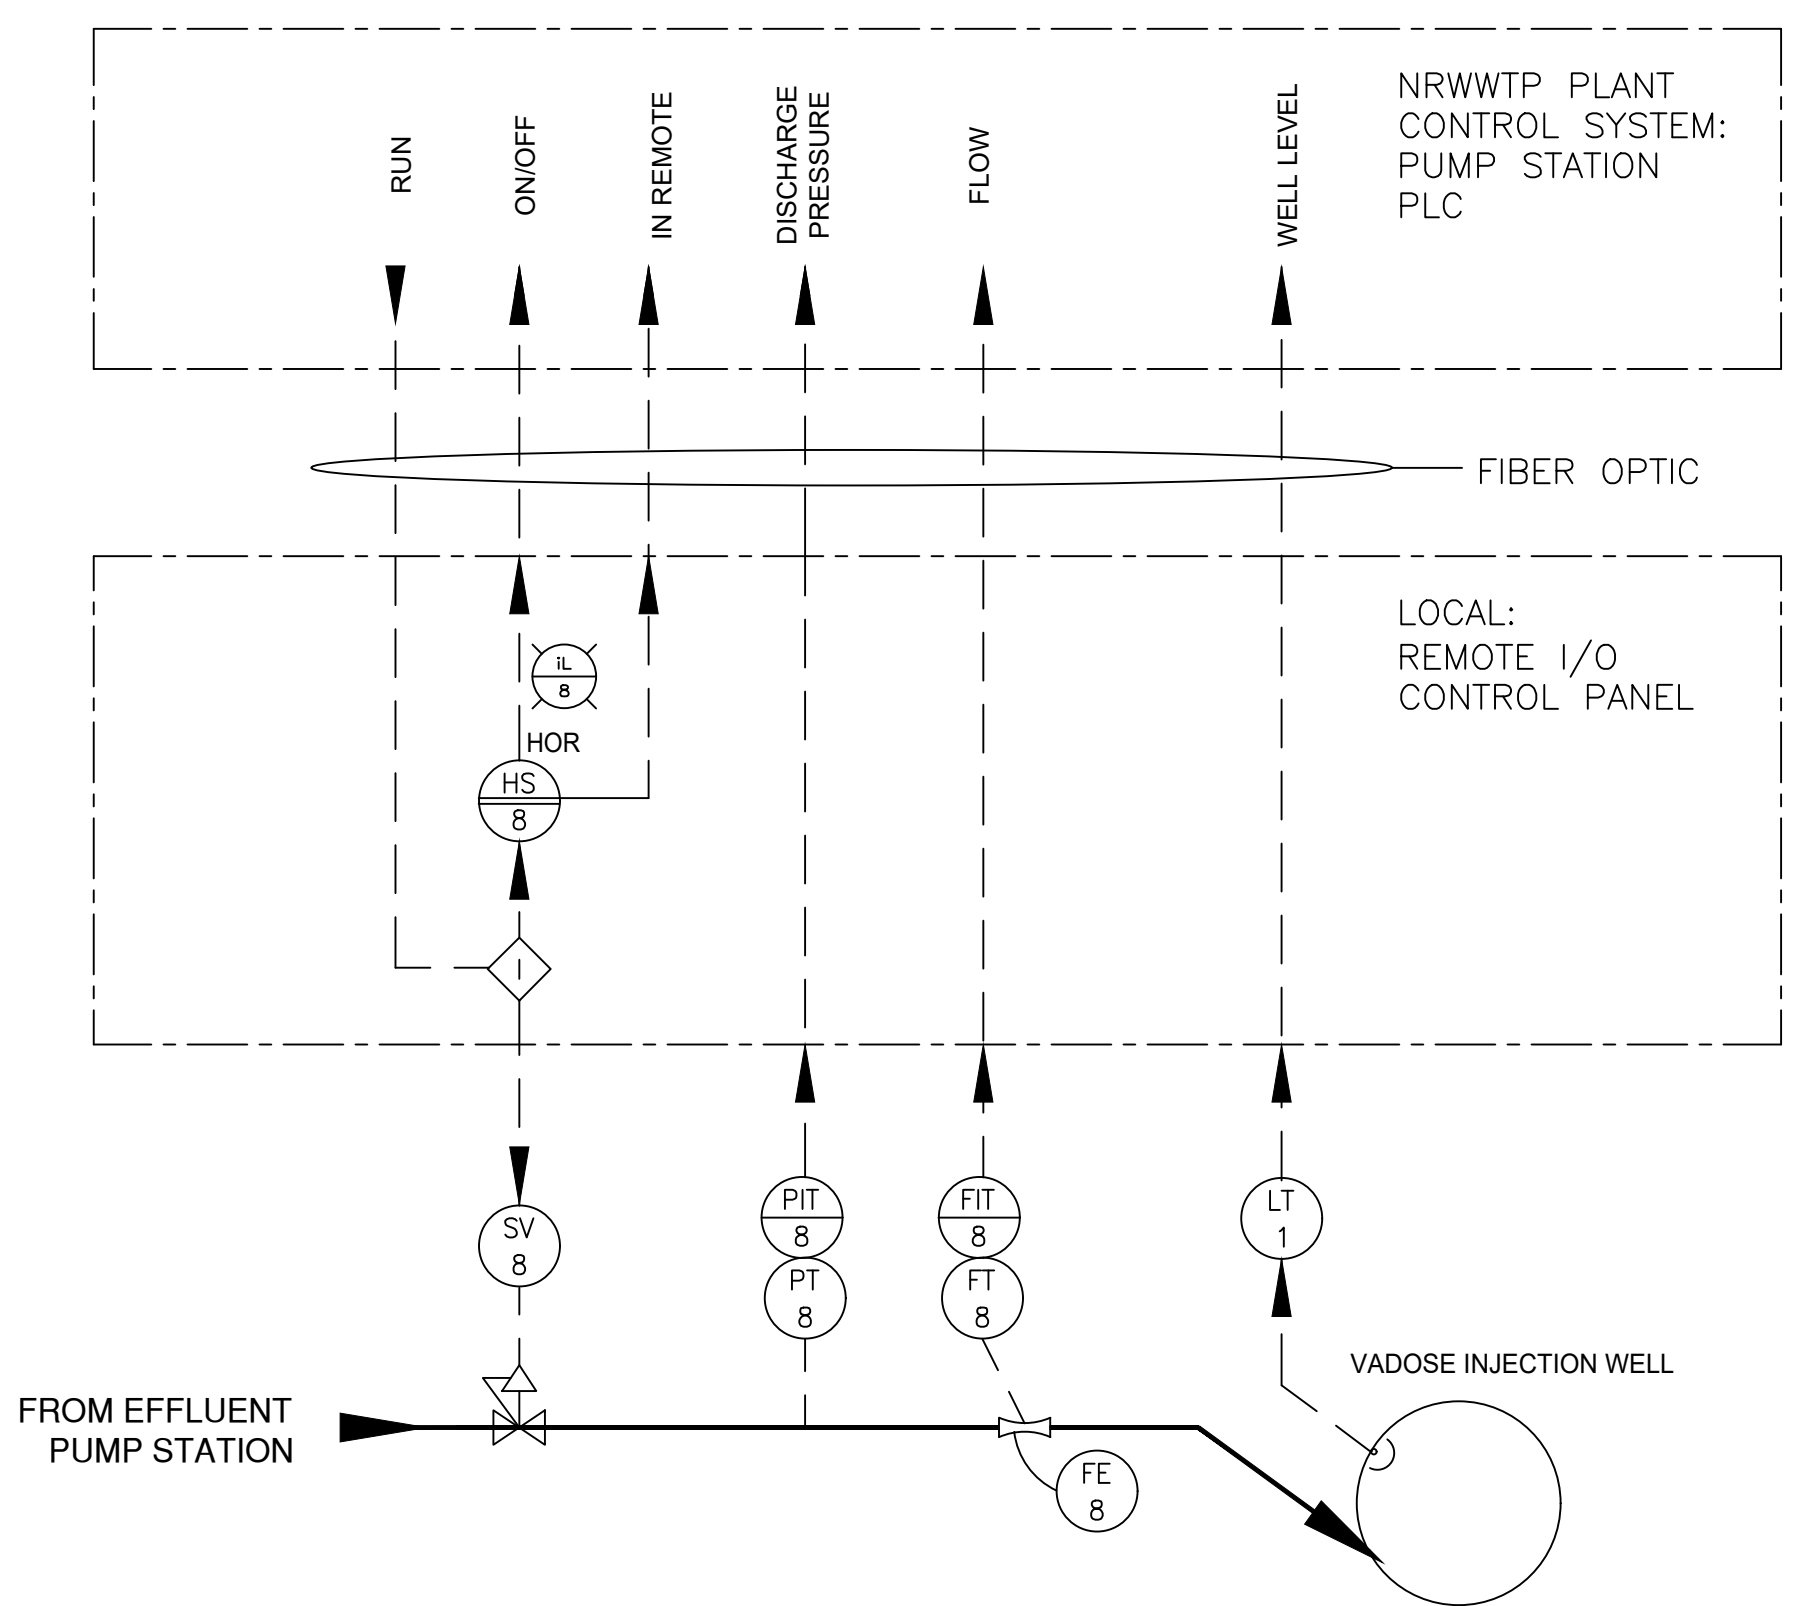 RUN
ON/OFF
IN REMOTE
DISCHARGE
PRESSURE
FLOW
WELL LEVEL
NRWWTP PLANT
CONTROL SYSTEM:
PUMP STATION
PLC
FIBER OPTIC
LOCAL:
REMOTE I/O
CONTROL PANEL
iL
8
HOR
HS
8
I
SV
8
PIT
8
PT
8
FIT
8
FT
8
LT
1
VADOSE INJECTION WELL
FROM EFFLUENT
PUMP STATION
FE
8